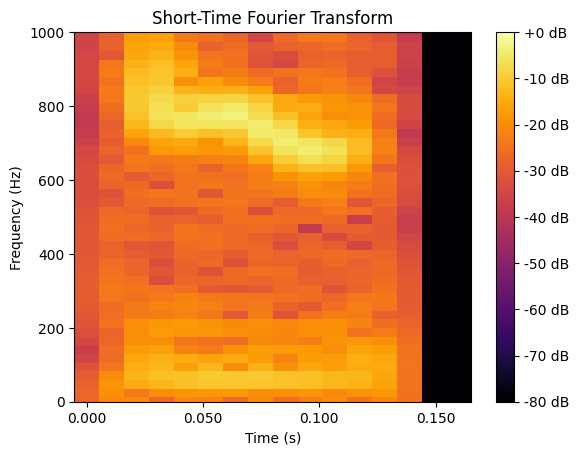 Short-Time Fourier Transform
Frequency (Hz)
1000
800
600
400
200
0
0.000 0.050 0.100 0.150
Time (s)
+0 dB
-10 dB
-20 dB
-30 dB
-40 dB
-50 dB
-60 dB
-70 dB
-80 dB